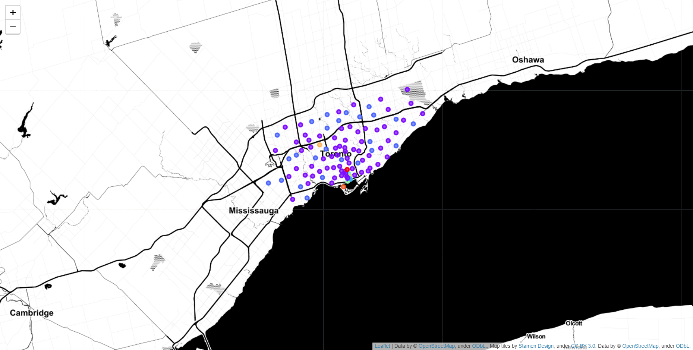 +
−
Oshawa
Toronto
Mississauga
Cambridge
Olcott
Wilson
Leaflet | Data by © OpenStreetMap, under ODbL. Map tiles by Stamen Design, under CC BY 3.0. Data by © OpenStreetMap, under ODbL.